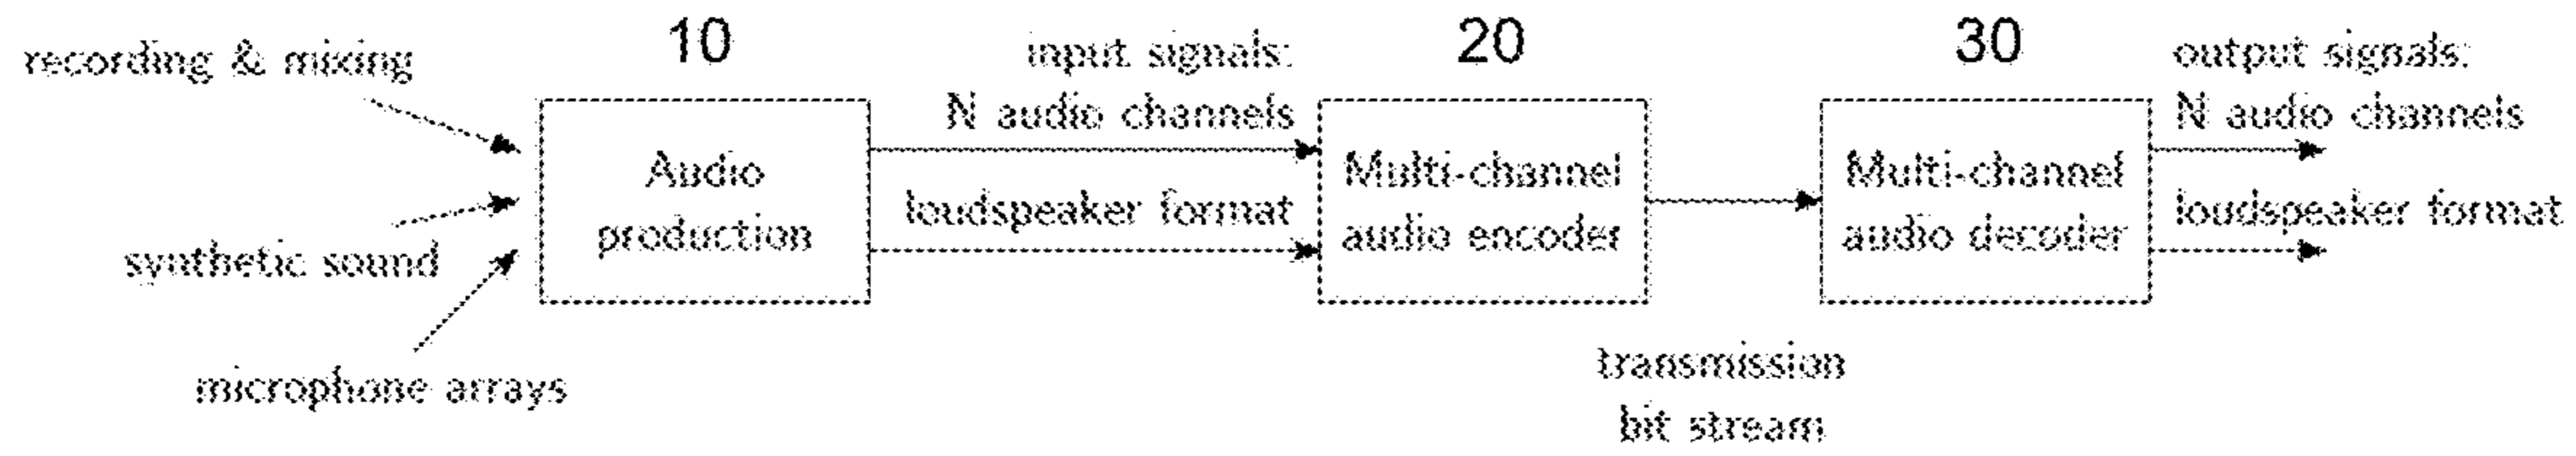 recording & mixing
synthetic sound
microphone arrays
10
Audio
production
input signals:
N audio channels
loudspeaker format
20
Multi-channel
audio encoder
transmission
bit stream
30
Multi-channel
audio decoder
output signals:
N audio channels
loudspeaker format